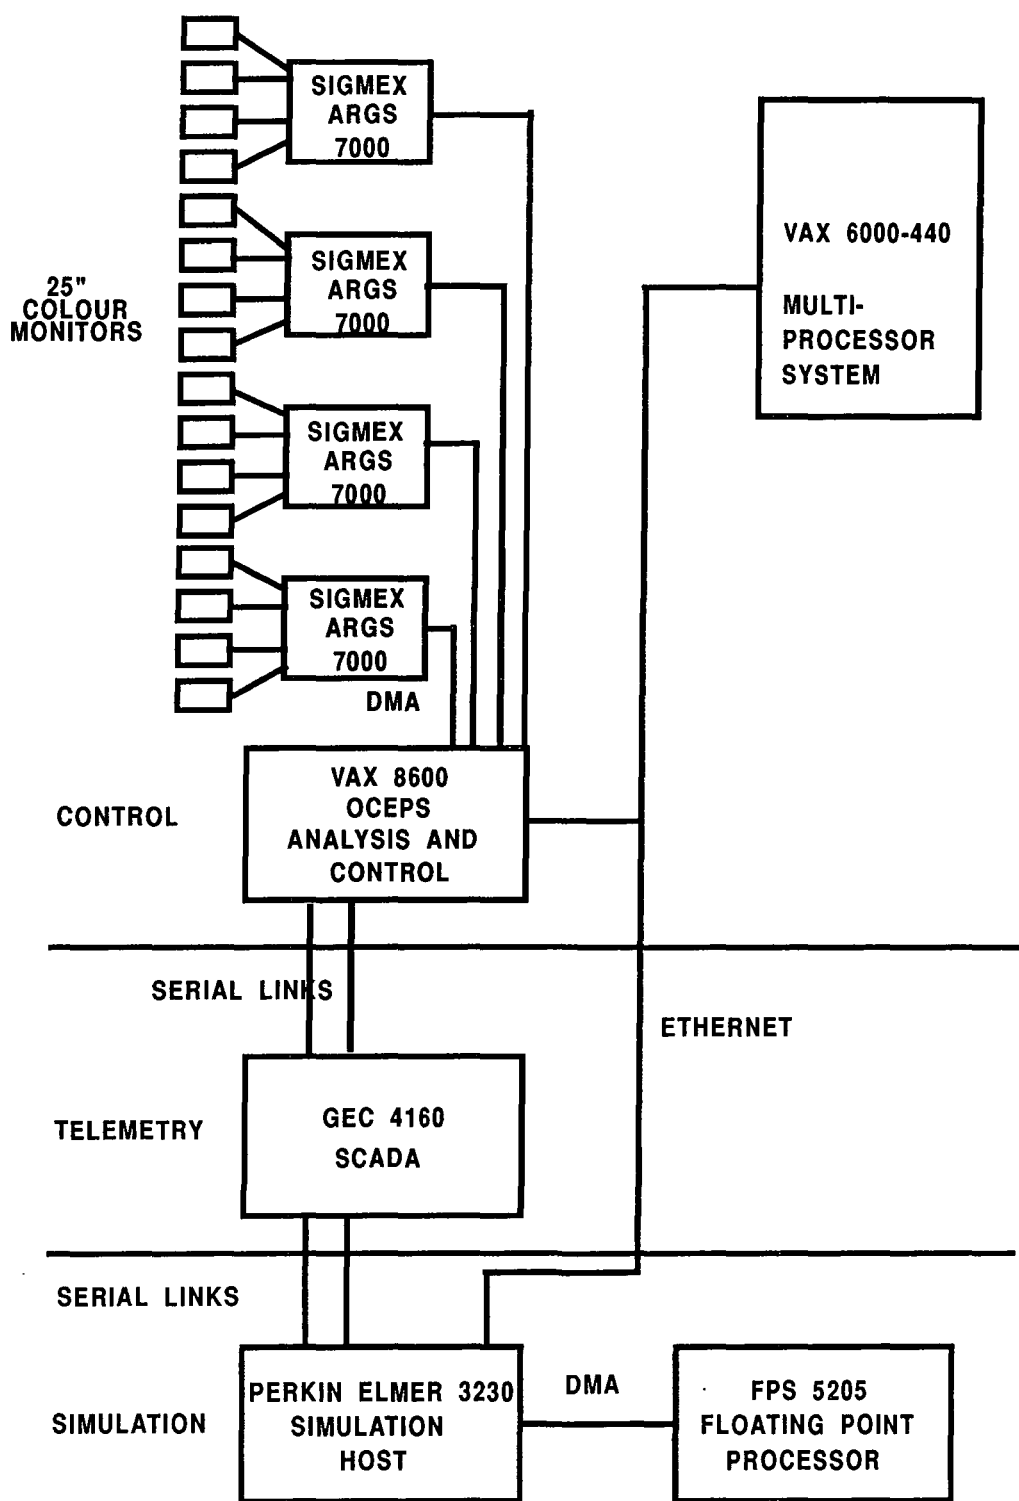 SIGMEX
ARGS
7000
SIGMEX
ARGS
7000
25"
COLOUR
MONITORS
SIGMEX
ARGS
7000
SIGMEX
ARGS
7000
DMA
VAX 6000-440
MULTI-
PROCESSOR
SYSTEM
CONTROL
VAX 8600
OCEPS
ANALYSIS AND
CONTROL
SERIAL LINKS
ETHERNET
TELEMETRY
GEC 4160
SCADA
SERIAL LINKS
SIMULATION
PERKIN ELMER 3230
SIMULATION
HOST
DMA
FPS 5205
FLOATING POINT
PROCESSOR